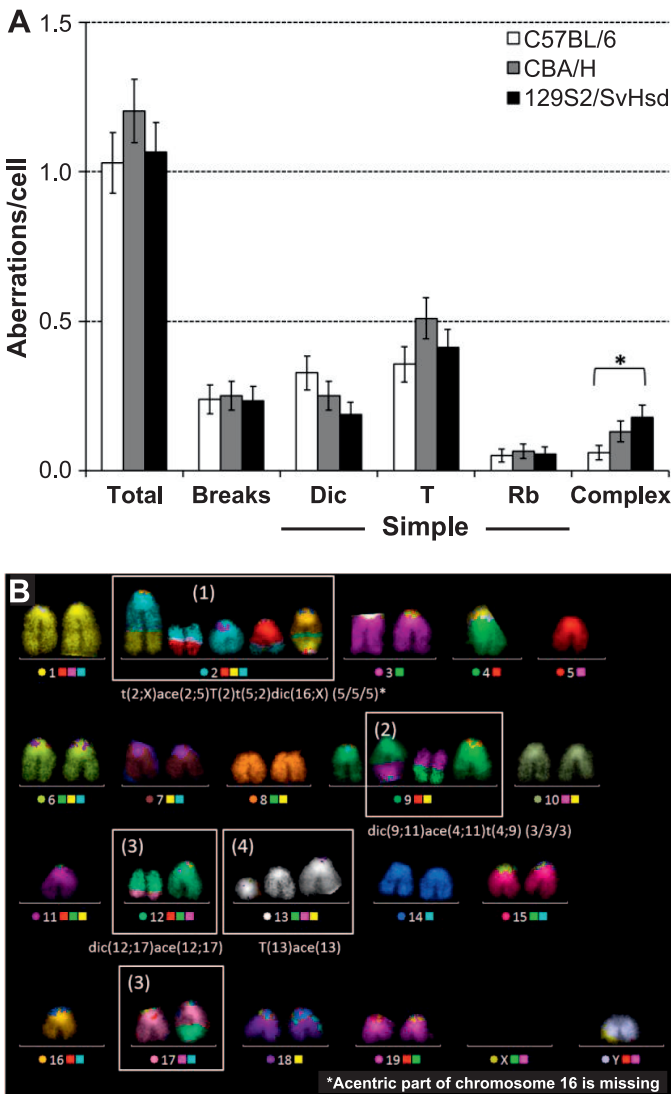 A
1.5
1.0
0.5
0.0
Aberrations/cell
C57BL/6
CBA/H
129S2/SvHsd
*
Total Breaks Dic T Rb Complex
Simple
B
(1)
1 2 3 4 5
t(2;X)ace(2;5)T(2)t(5;2)dic(16;X) (5/5/5)*
(2)
6 7 8 9 10
dic(9;11)ace(4;11)t(4;9) (3/3/3)
(3) (4)
11 12 13 14 15
dic(12;17)ace(12;17) T(13)ace(13)
(3)
16 17 18 19 X Y
*Acentric part of chromosome 16 is missing